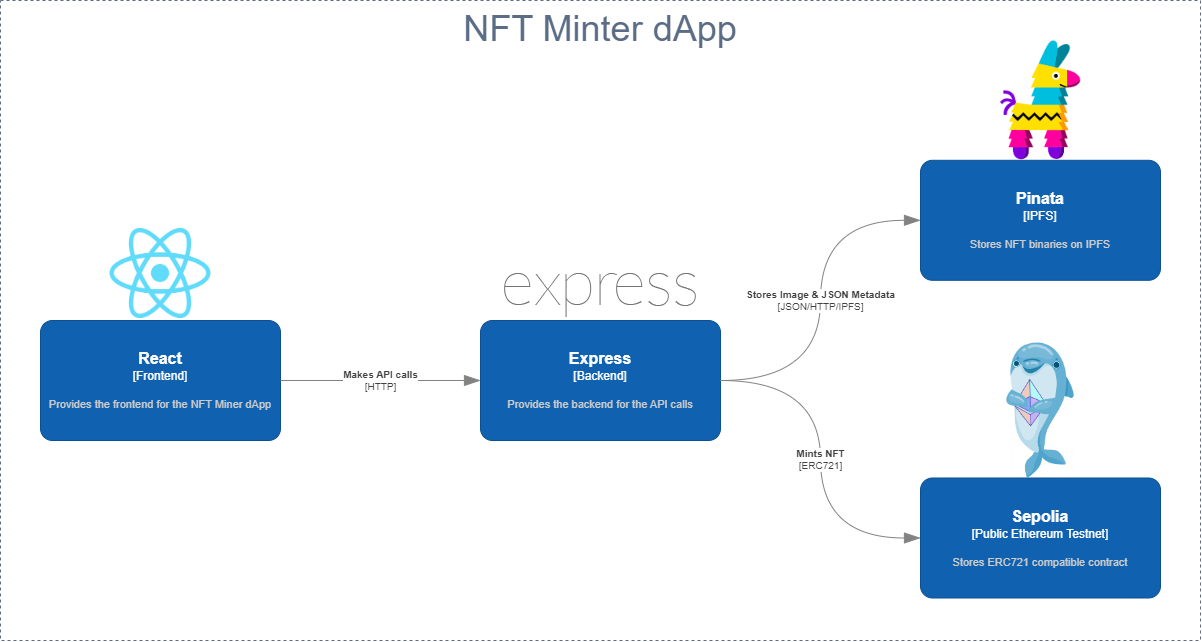 NFT Minter dApp
Pinata
[IPFS]
Stores NFT binaries on IPFS
express
Stores Image & JSON Metadata
[JSON/HTTP/IPFS]
React
[Frontend]
Provides the frontend for the NFT Miner dApp
Makes API calls
[HTTP]
Express
[Backend]
Provides the backend for the API calls
Mints NFT
[ERC721]
Sepolia
[Public Ethereum Testnet]
Stores ERC721 compatible contract